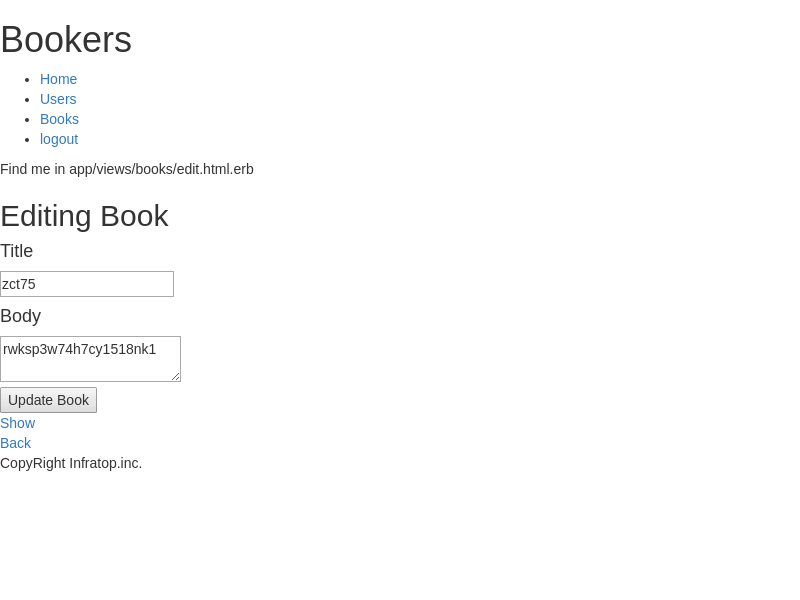 Bookers
Home
Users
Books
logout
Find me in app/views/books/edit.html.erb
Editing Book
Title
zct75
Body
rwksp3w74h7cy1518nk1
Update Book
Show
Back
CopyRight Infratop.inc.